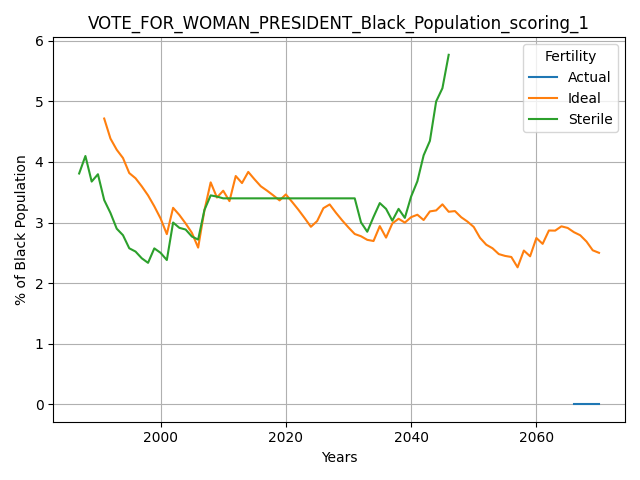 VOTE_FOR_WOMAN_PRESIDENT_Black_Population_scoring_1
Fertility
Actual
Ideal
Sterile
% of Black Population
6
5
4
3
2
1
0
2000 2020 2040 2060
Years